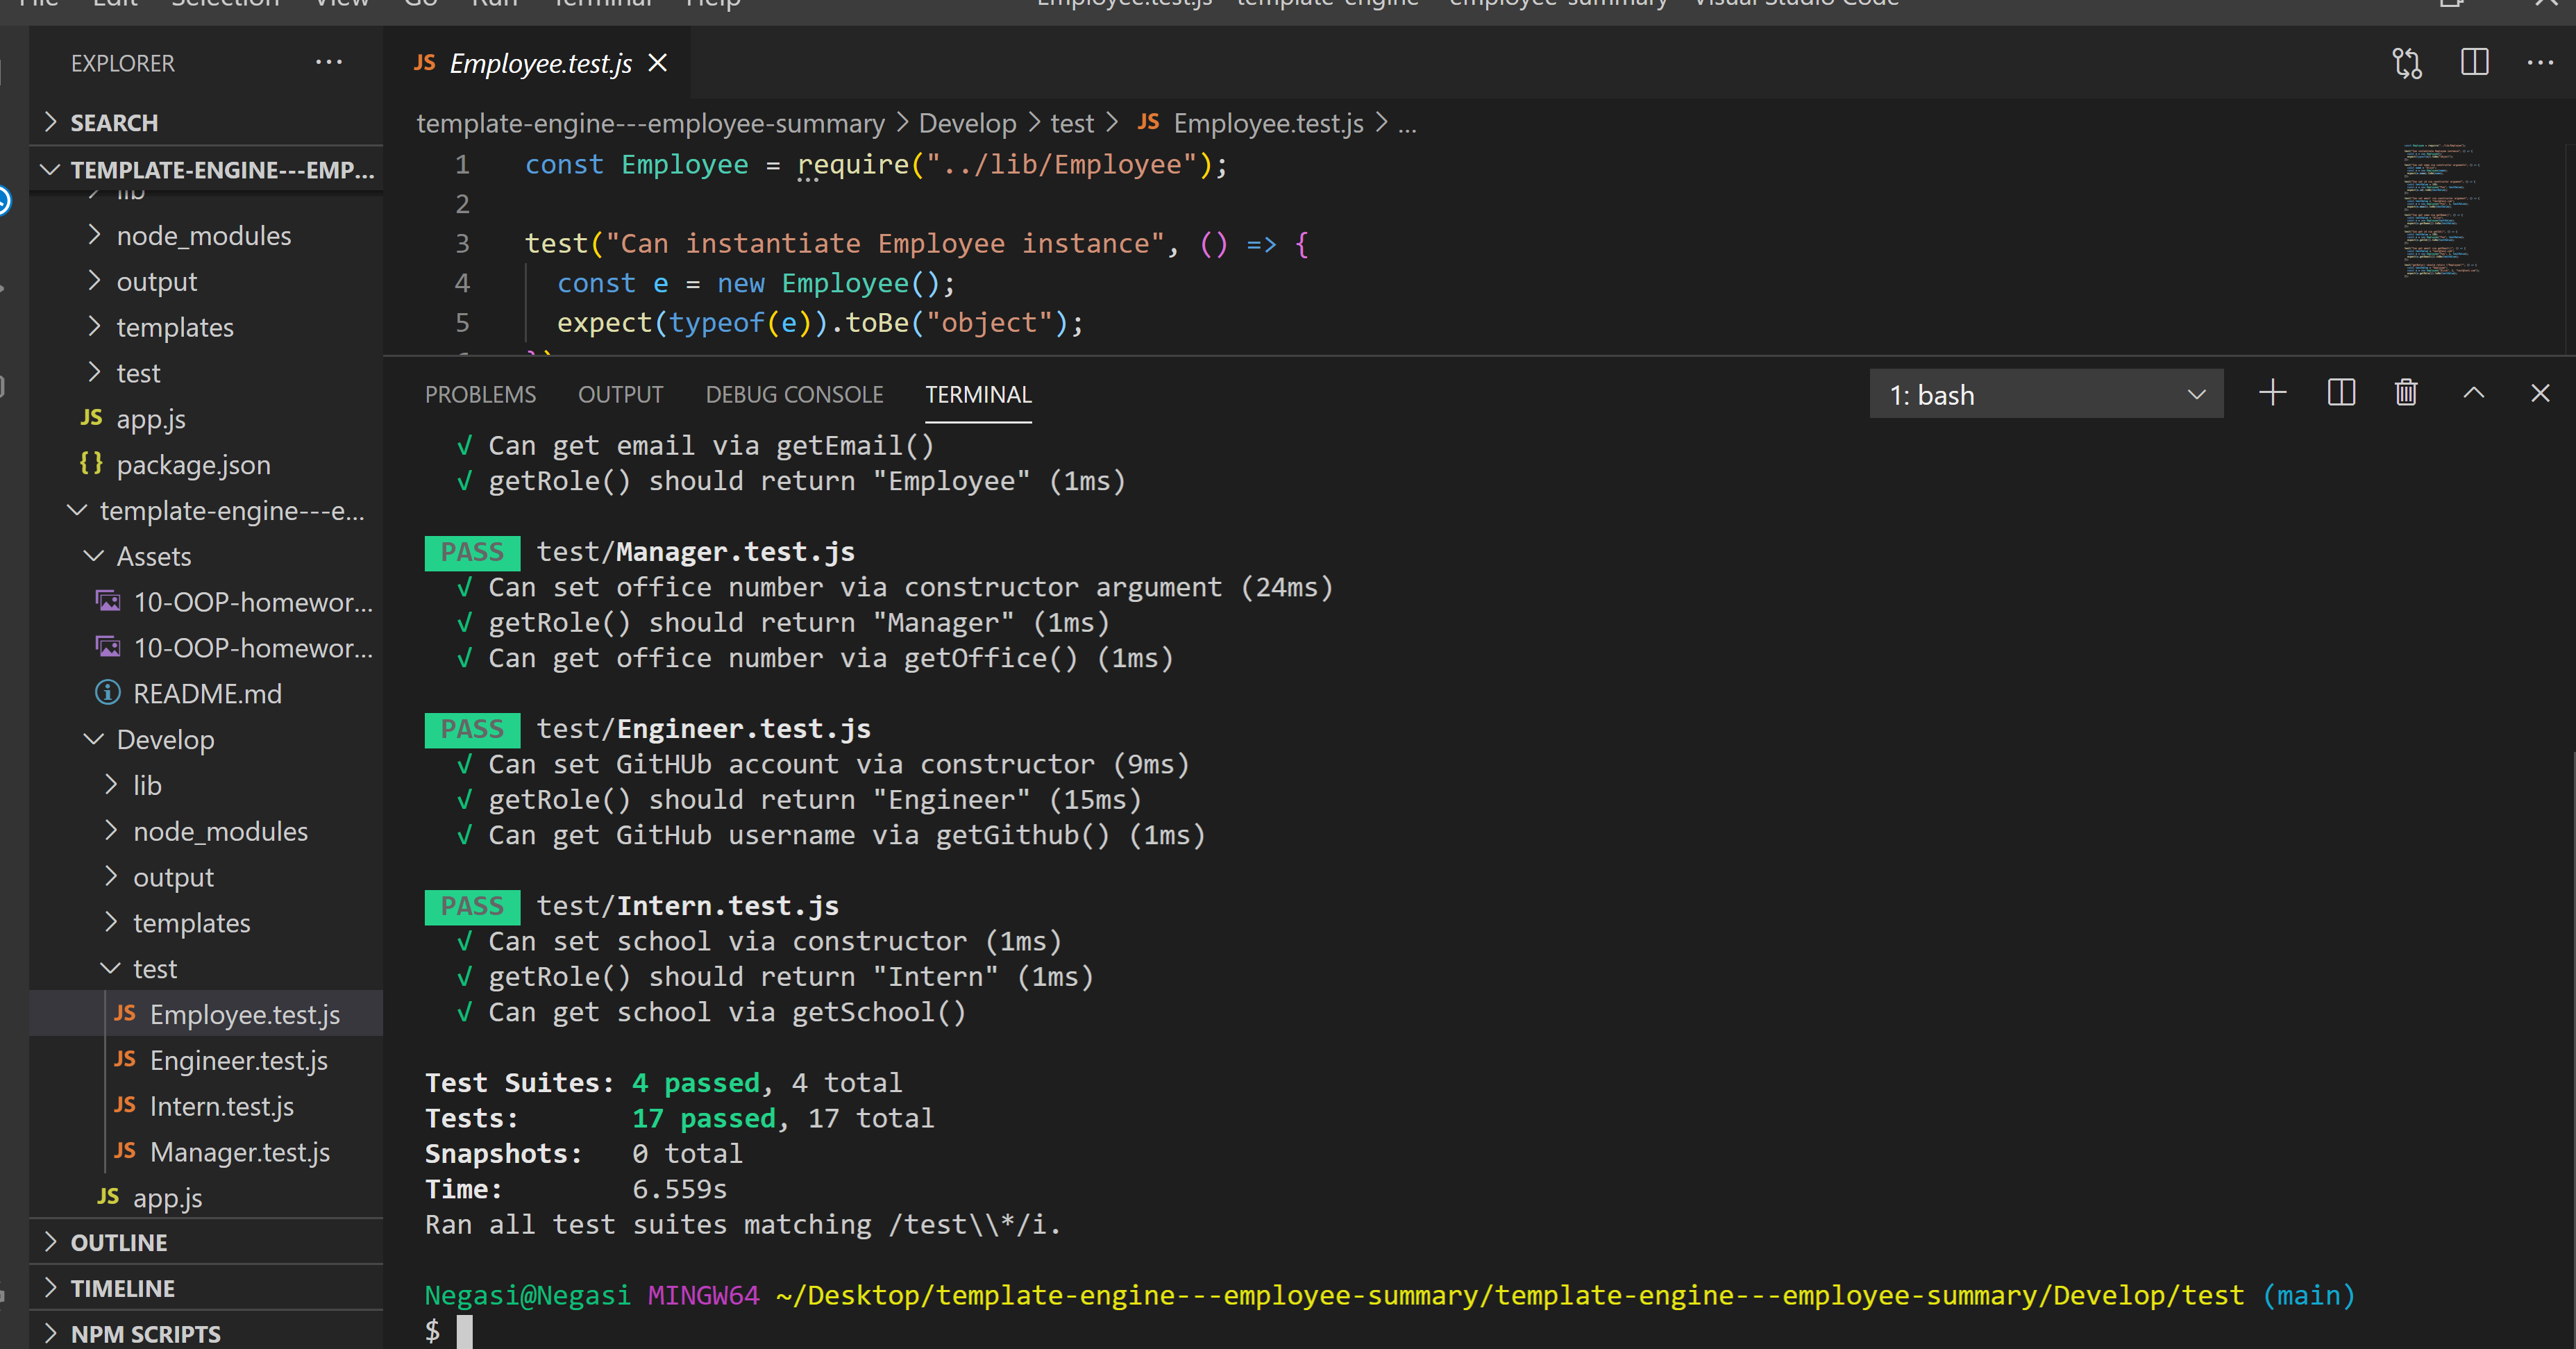 File Edit Selection View Go Run Terminal Help
Employee.test.js - template-engine---employee-summary - Visual Studio Code
EXPLORER ...
SEARCH
TEMPLATE-ENGINE---EMP...
lib
node_modules
output
templates
test
JS app.js
{} package.json
template-engine---e...
Assets
10-OOP-homewor...
10-OOP-homewor...
README.md
Develop
lib
node_modules
output
templates
test
JS Employee.test.js
JS Engineer.test.js
JS Intern.test.js
JS Manager.test.js
JS app.js
OUTLINE
TIMELINE
NPM SCRIPTS
JS Employee.test.js
template-engine---employee-summary > Develop > test > JS Employee.test.js > ...
1 const Employee = require("../lib/Employee");
2
3 test("Can instantiate Employee instance", () => {
4 const e = new Employee();
5 expect(typeof(e)).toBe("object");
PROBLEMS OUTPUT DEBUG CONSOLE TERMINAL 1: bash
√ Can get email via getEmail()
√ getRole() should return "Employee" (1ms)
PASS test/Manager.test.js
√ Can set office number via constructor argument (24ms)
√ getRole() should return "Manager" (1ms)
√ Can get office number via getOffice() (1ms)
PASS test/Engineer.test.js
√ Can set GitHUb account via constructor (9ms)
√ getRole() should return "Engineer" (15ms)
√ Can get GitHub username via getGithub() (1ms)
PASS test/Intern.test.js
√ Can set school via constructor (1ms)
√ getRole() should return "Intern" (1ms)
√ Can get school via getSchool()
Test Suites: 4 passed, 4 total
Tests: 17 passed, 17 total
Snapshots: 0 total
Time: 6.559s
Ran all test suites matching /test\\*/i.
Negasi@Negasi MINGW64 ~/Desktop/template-engine---employee-summary/template-engine---employee-summary/Develop/test (main)
$